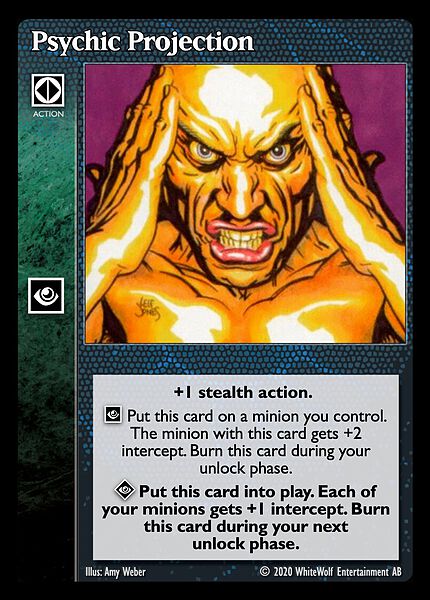 Psychic Projection
ACTION
LEIF
JONES
+1 stealth action.
Put this card on a minion you control.
The minion with this card gets +2
intercept. Burn this card during your
unlock phase.
Put this card into play. Each of
your minions gets +1 intercept. Burn
this card during your next
unlock phase.
Illus: Amy Weber
© 2020 WhiteWolf Entertainment AB